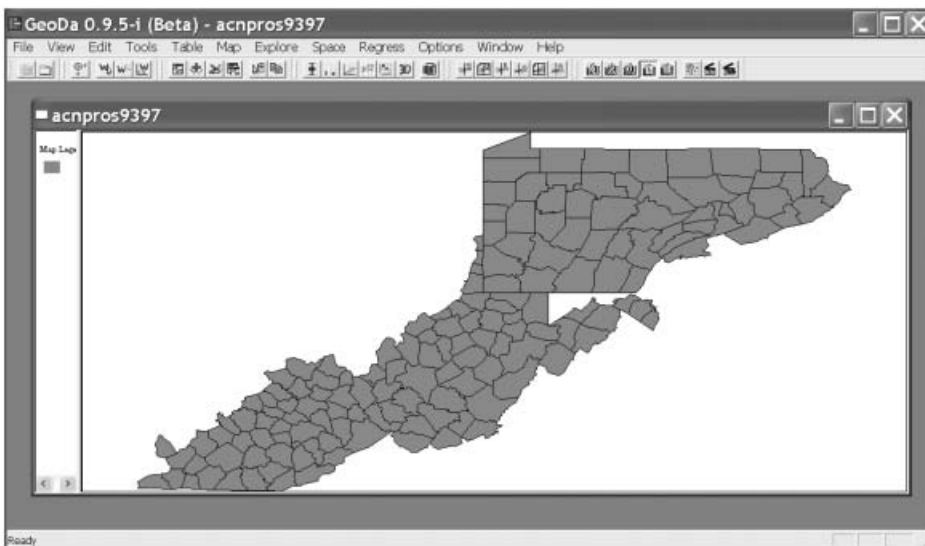 GeoDa 0.9.5-i (Beta) - acnpros9397
File View Edit Tools Table Map Explore Space Regress Options Window Help
3D
acnpros9397
Map Lege
Ready